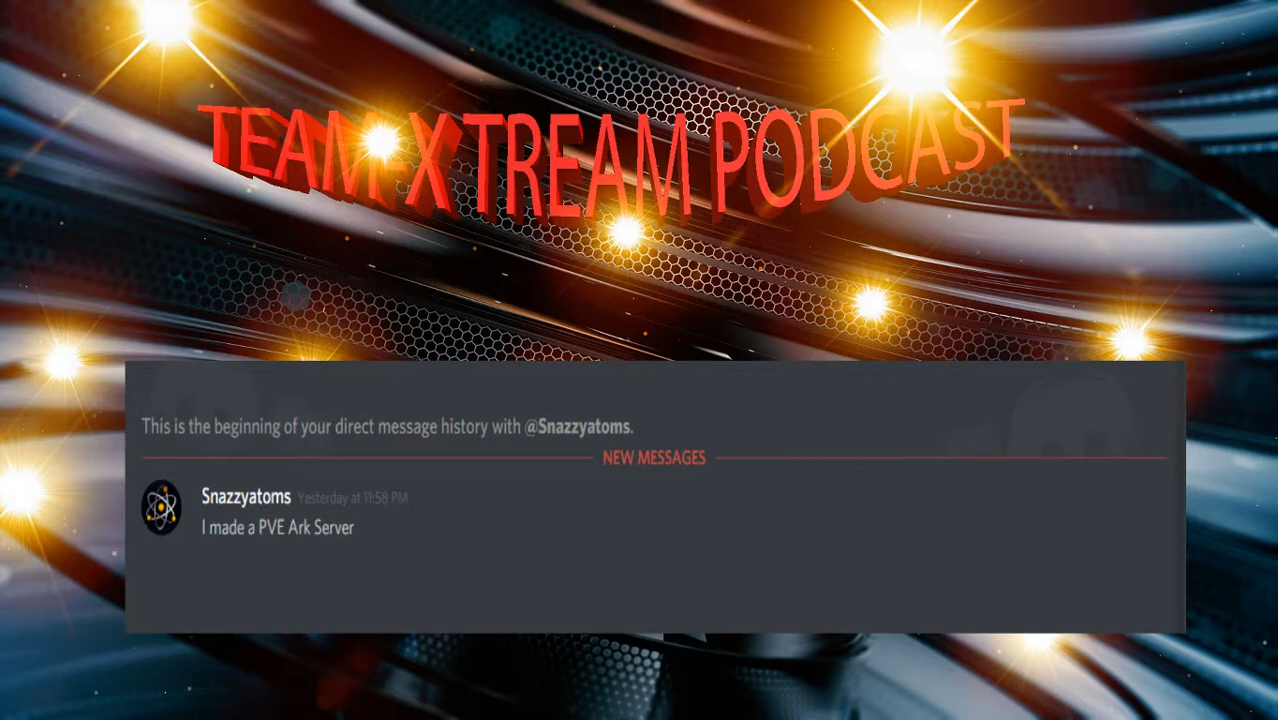 TEAM-X TREAM PODCAST
This is the beginning of your direct message history with @Snazzyatoms.
NEW MESSAGES
Snazzyatoms Yesterday at 11:58 PM
I made a PVE Ark Server